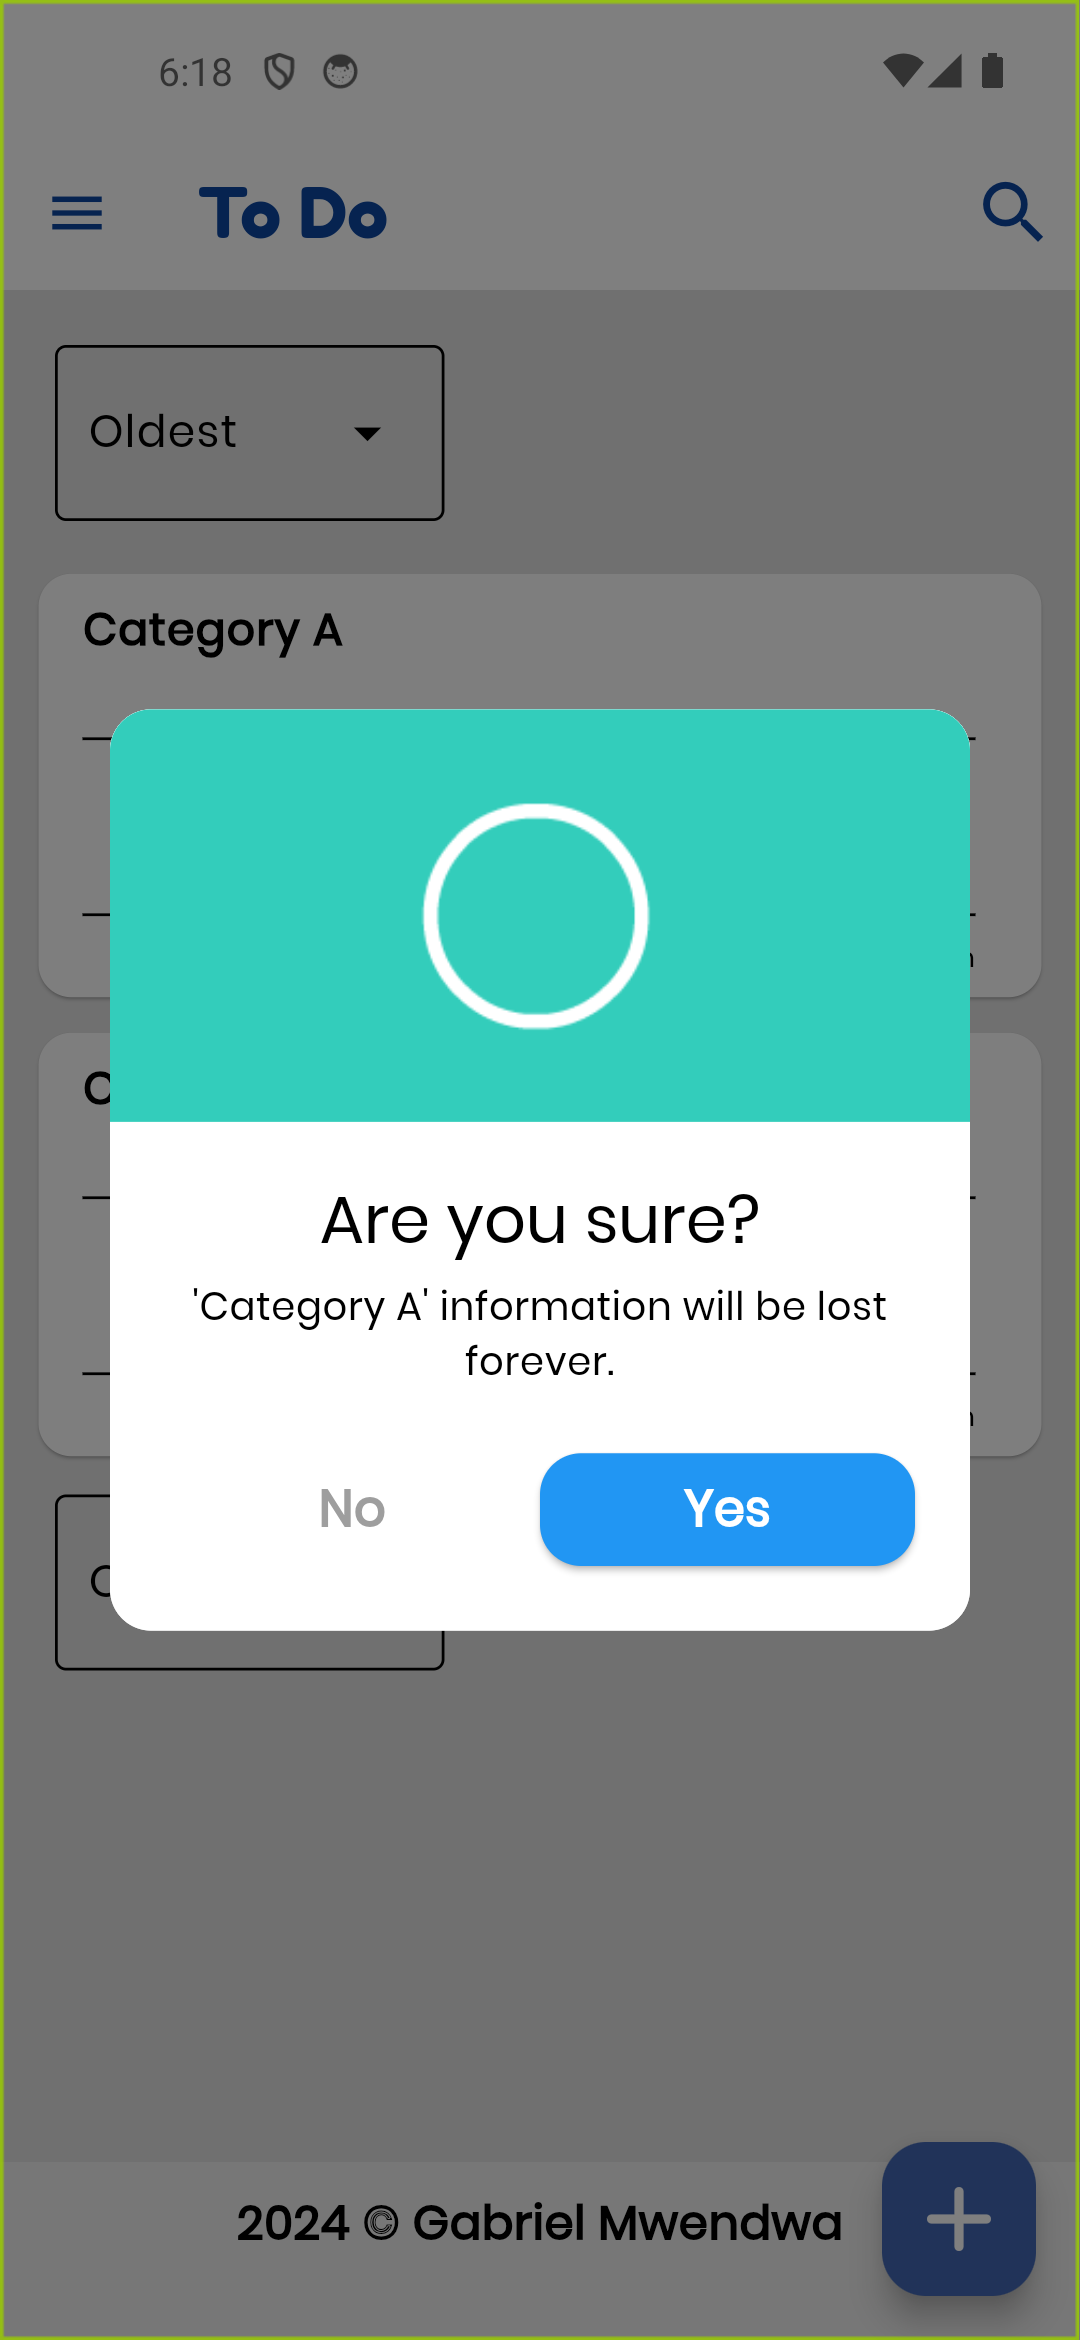 6:18
To Do
Oldest
Category A
Are you sure?
'Category A' information will be lost
forever.
No
Yes
2024 © Gabriel Mwendwa